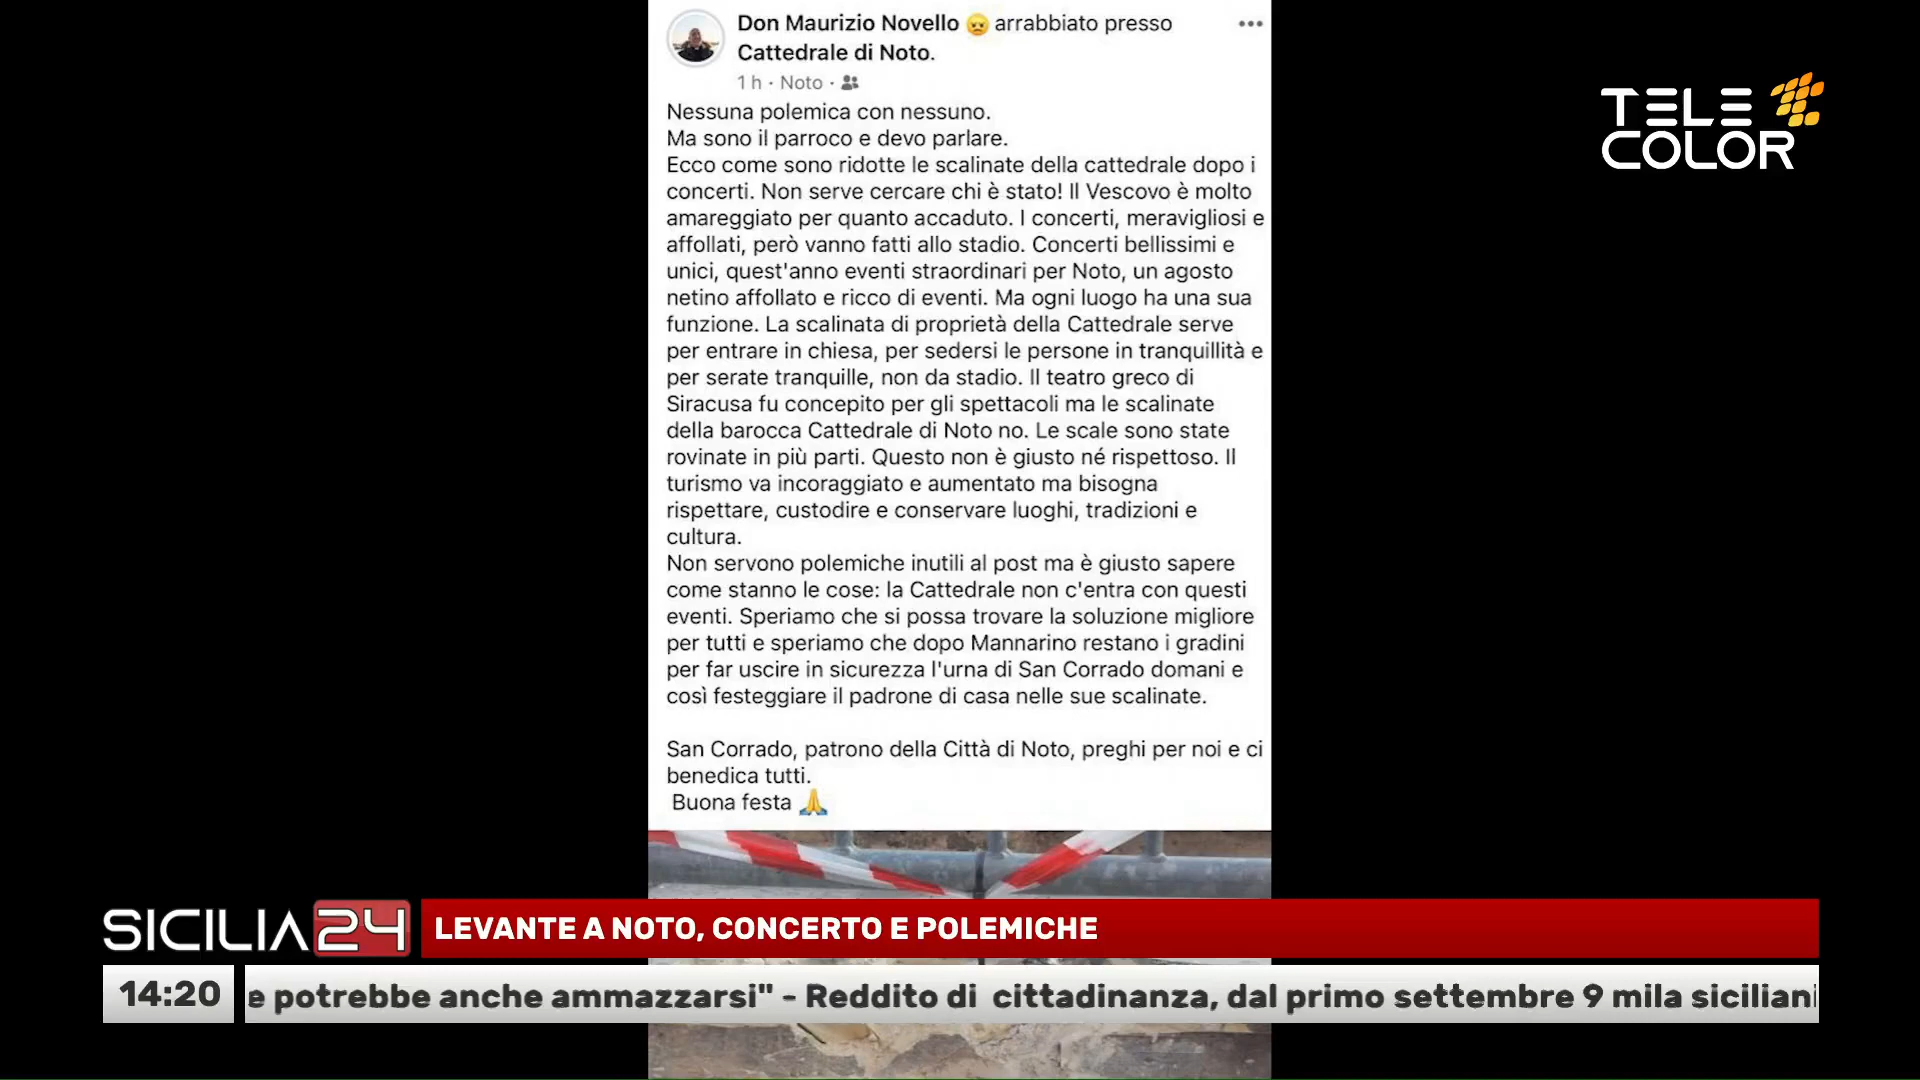 Don Maurizio Novello 😠 arrabbiato presso
Cattedrale di Noto.
1 h · Noto ·
Nessuna polemica con nessuno.
Ma sono il parroco e devo parlare.
Ecco come sono ridotte le scalinate della cattedrale dopo i
concerti. Non serve cercare chi è stato! Il Vescovo è molto
amareggiato per quanto accaduto. I concerti, meravigliosi e
affollati, però vanno fatti allo stadio. Concerti bellissimi e
unici, quest'anno eventi straordinari per Noto, un agosto
netino affollato e ricco di eventi. Ma ogni luogo ha una sua
funzione. La scalinata di proprietà della Cattedrale serve
per entrare in chiesa, per sedersi le persone in tranquillità e
per serate tranquille, non da stadio. Il teatro greco di
Siracusa fu concepito per gli spettacoli ma le scalinate
della barocca Cattedrale di Noto no. Le scale sono state
rovinate in più parti. Questo non è giusto né rispettoso. Il
turismo va incoraggiato e aumentato ma bisogna
rispettare, custodire e conservare luoghi, tradizioni e
cultura.
Non servono polemiche inutili al post ma è giusto sapere
come stanno le cose: la Cattedrale non c'entra con questi
eventi. Speriamo che si possa trovare la soluzione migliore
per tutti e speriamo che dopo Mannarino restano i gradini
per far uscire in sicurezza l'urna di San Corrado domani e
così festeggiare il padrone di casa nelle sue scalinate.
San Corrado, patrono della Città di Noto, preghi per noi e ci
benedica tutti.
Buona festa 🙏
TELE
COLOR
SICILIA24
LEVANTE A NOTO, CONCERTO E POLEMICHE
14:20
e potrebbe anche ammazzarsi" - Reddito di cittadinanza, dal primo settembre 9 mila siciliani